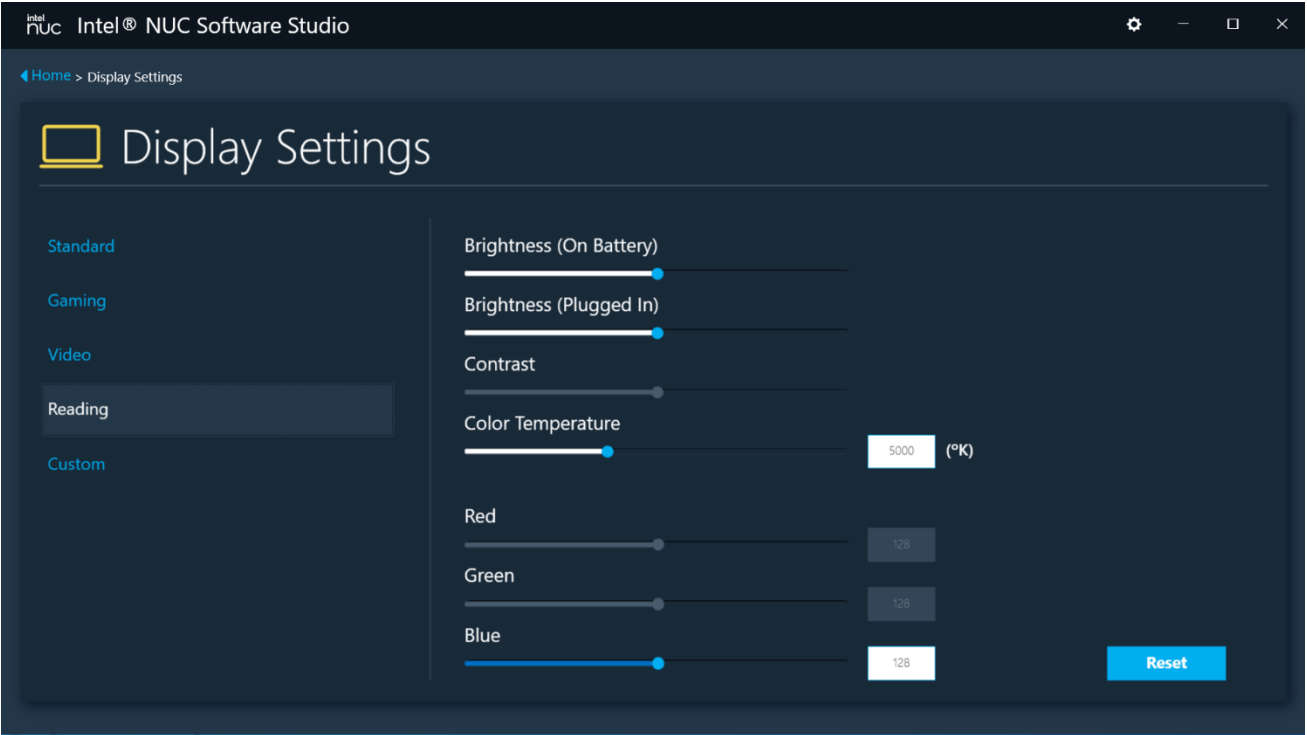 intel nuc Intel® NUC Software Studio
Home > Display Settings
Display Settings
Standard
Gaming
Video
Reading
Custom
Brightness (On Battery)
Brightness (Plugged In)
Contrast
Color Temperature
5000 (ºK)
Red
128
Green
128
Blue
128
Reset